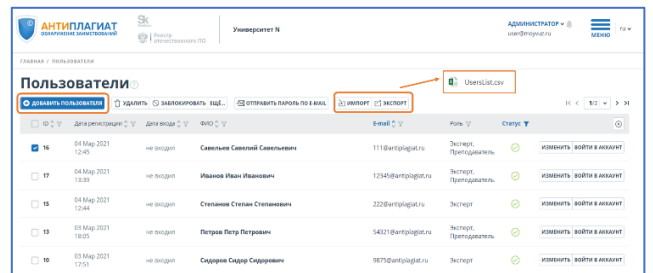 АНТИПЛАГИАТ
ОБНАРУЖЕНИЕ ЗАИМСТВОВАНИЙ
Sk
Реестр
отечественного ПО
Университет N
АДМИНИСТРАТОР
user@moyvuz.ru
МЕНЮ
ru
ГЛАВНАЯ / ПОЛЬЗОВАТЕЛИ
Пользователи
UsersList.csv
ДОБАВИТЬ ПОЛЬЗОВАТЕЛЯ УДАЛИТЬ ЗАБЛОКИРОВАТЬ ЕЩЁ... ОТПРАВИТЬ ПАРОЛЬ ПО E-MAIL ИМПОРТ ЭКСПОРТ 1/2
ID Дата регистрации Дата входа ФИО E-mail Роль Статус
16 04 Мар 2021 12:45 не входил Савельев Савелий Савельевич 111@antiplagiat.ru Эксперт, Преподаватель ИЗМЕНИТЬ ВОЙТИ В АККАУНТ
17 04 Мар 2021 13:39 не входил Иванов Иван Иванович 12345@antiplagiat.ru Эксперт, Преподаватель ИЗМЕНИТЬ ВОЙТИ В АККАУНТ
15 04 Мар 2021 12:44 не входил Степанов Степан Степанович 222@antiplagiat.ru Эксперт ИЗМЕНИТЬ ВОЙТИ В АККАУНТ
13 03 Мар 2021 18:05 не входил Петров Петр Петрович 54321@antiplagiat.ru Эксперт, Преподаватель ИЗМЕНИТЬ ВОЙТИ В АККАУНТ
10 03 Мар 2021 17:51 не входил Сидоров Сидор Сидорович 9875@antiplagiat.ru Эксперт ИЗМЕНИТЬ ВОЙТИ В АККАУНТ